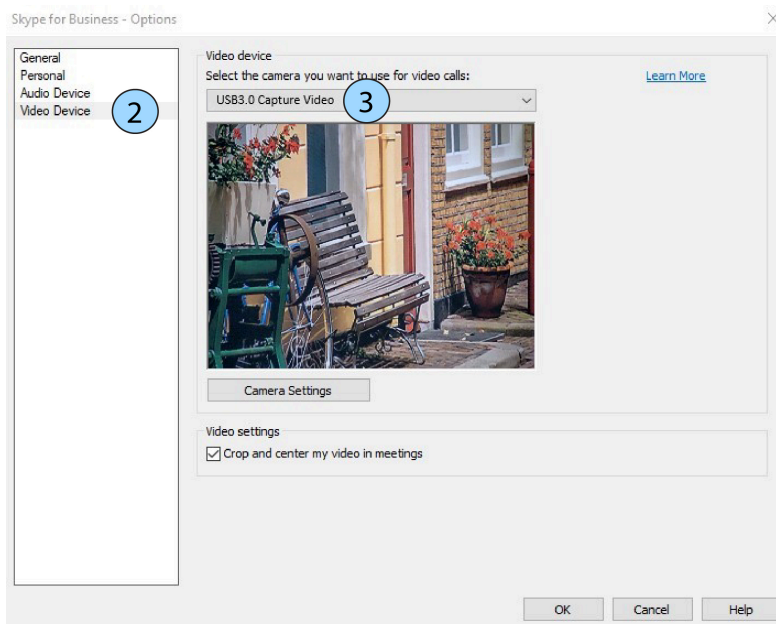 Skype for Business - Options
General
Personal
Audio Device
Video Device
2
Video device
Select the camera you want to use for video calls:
Learn More
USB3.0 Capture Video
3
Camera Settings
Video settings
Crop and center my video in meetings
OK
Cancel
Help